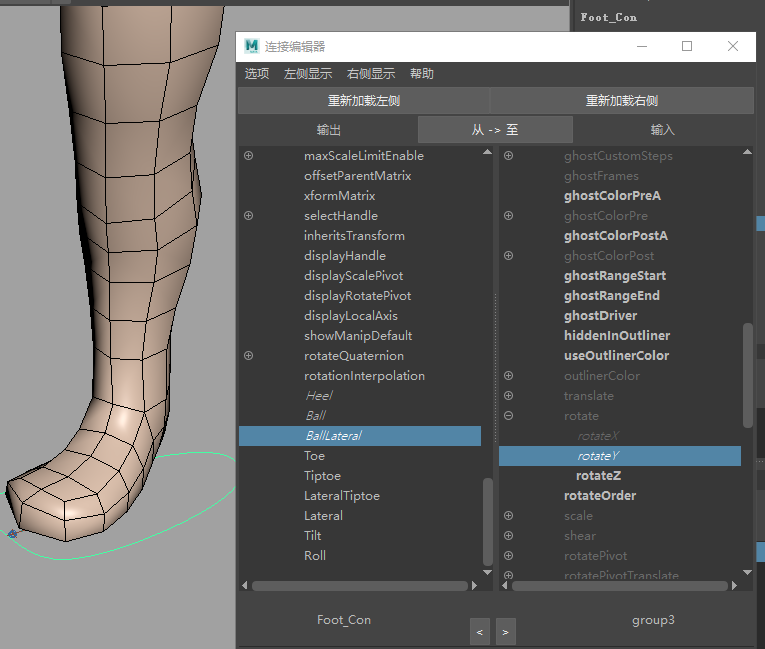 Foot_Con
连接编辑器
选项 左侧显示 右侧显示 帮助
重新加载左侧 重新加载右侧
输出 从 -> 至 输入
maxScaleLimitEnable ghostCustomSteps
offsetParentMatrix ghostFrames
xformMatrix ghostColorPreA
selectHandle ghostColorPre
inheritsTransform ghostColorPostA
displayHandle ghostColorPost
displayScalePivot ghostRangeStart
displayRotatePivot ghostRangeEnd
displayLocalAxis ghostDriver
showManipDefault hiddenInOutliner
rotateQuaternion useOutlinerColor
rotationInterpolation outlinerColor
Heel translate
Ball rotate
BallLateral rotateX
Toe rotateY
Tiptoe rotateZ
LateralTiptoe rotateOrder
Lateral scale
Tilt shear
Roll rotatePivot
rotatePivotTranslate
Foot_Con group3
< >